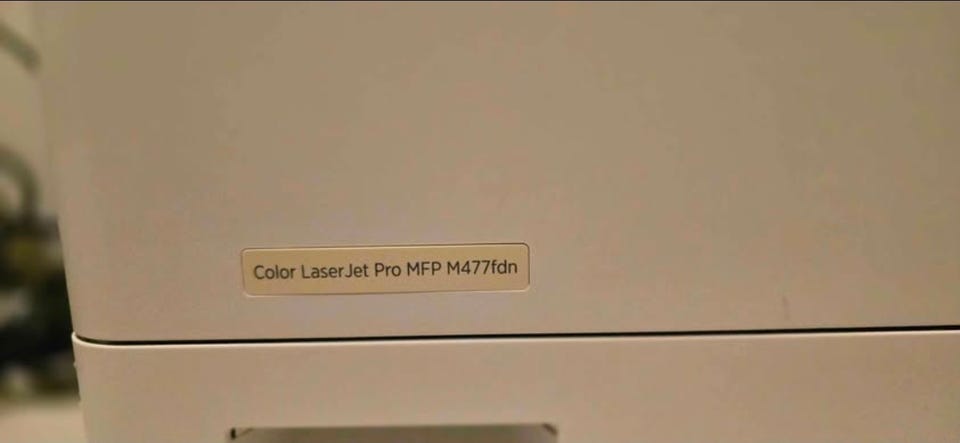 Color LaserJet Pro MFP M477fdn